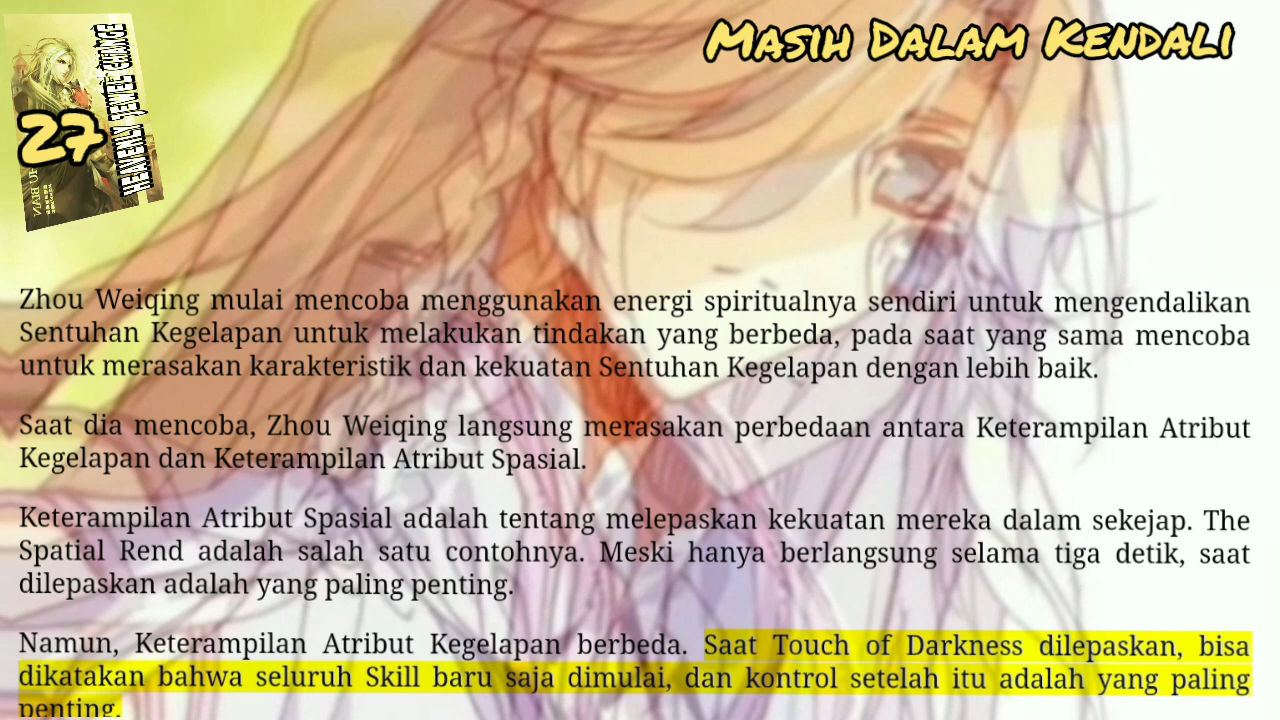 Masih Dalam Kendali
27
HEAVENLY JEWEL CHANGE
Zhou Weiqing mulai mencoba menggunakan energi spiritualnya sendiri untuk mengendalikan
Sentuhan Kegelapan untuk melakukan tindakan yang berbeda, pada saat yang sama mencoba
untuk merasakan karakteristik dan kekuatan Sentuhan Kegelapan dengan lebih baik.
Saat dia mencoba, Zhou Weiqing langsung merasakan perbedaan antara Keterampilan Atribut
Kegelapan dan Keterampilan Atribut Spasial.
Keterampilan Atribut Spasial adalah tentang melepaskan kekuatan mereka dalam sekejap. The
Spatial Rend adalah salah satu contohnya. Meski hanya berlangsung selama tiga detik, saat
dilepaskan adalah yang paling penting.
Namun, Keterampilan Atribut Kegelapan berbeda. Saat Touch of Darkness dilepaskan, bisa
dikatakan bahwa seluruh Skill baru saja dimulai, dan kontrol setelah itu adalah yang paling
penting.